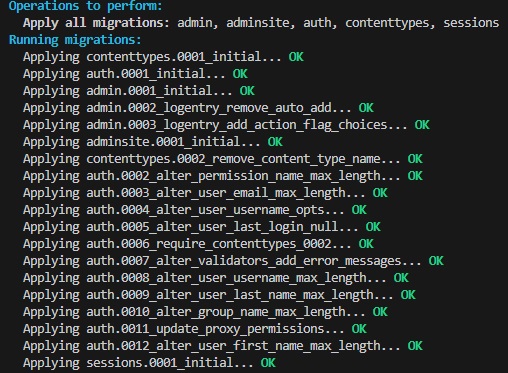 Operations to perform:
Apply all migrations: admin, adminsite, auth, contenttypes, sessions
Running migrations:
Applying contenttypes.0001_initial... OK
Applying auth.0001_initial... OK
Applying admin.0001_initial... OK
Applying admin.0002_logentry_remove_auto_add... OK
Applying admin.0003_logentry_add_action_flag_choices... OK
Applying adminsite.0001_initial... OK
Applying contenttypes.0002_remove_content_type_name... OK
Applying auth.0002_alter_permission_name_max_length... OK
Applying auth.0003_alter_user_email_max_length... OK
Applying auth.0004_alter_user_username_opts... OK
Applying auth.0005_alter_user_last_login_null... OK
Applying auth.0006_require_contenttypes_0002... OK
Applying auth.0007_alter_validators_add_error_messages... OK
Applying auth.0008_alter_user_username_max_length... OK
Applying auth.0009_alter_user_last_name_max_length... OK
Applying auth.0010_alter_group_name_max_length... OK
Applying auth.0011_update_proxy_permissions... OK
Applying auth.0012_alter_user_first_name_max_length... OK
Applying sessions.0001_initial... OK